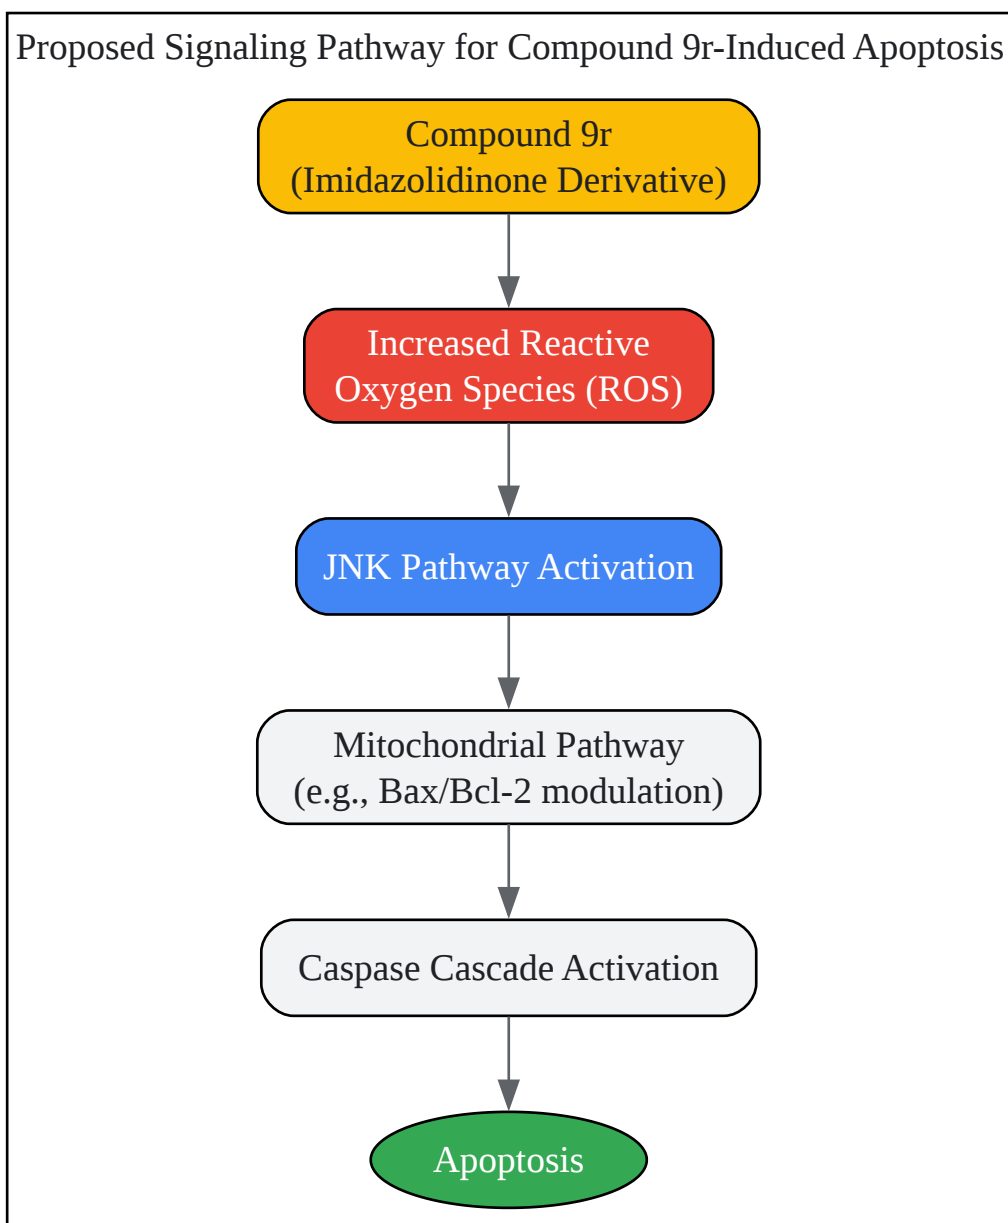 Proposed Signaling Pathway for Compound 9r-Induced Apoptosis
Compound 9r
(Imidazolidinone Derivative)
Increased Reactive
Oxygen Species (ROS)
JNK Pathway Activation
Mitochondrial Pathway
(e.g., Bax/Bcl-2 modulation)
Caspase Cascade Activation
Apoptosis